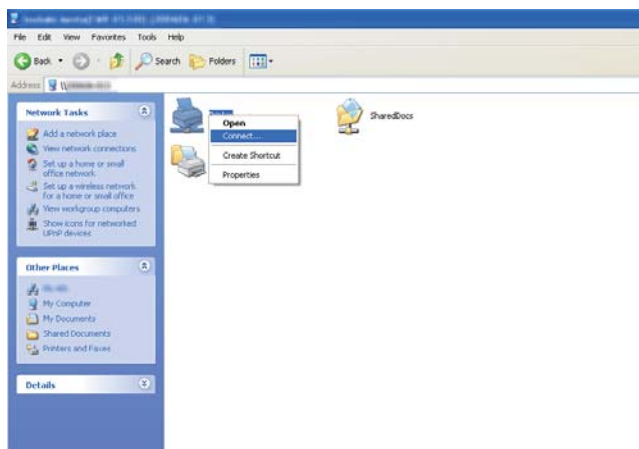 File Edit View Favorites Tools Help
Back Search Folders
Address \\
Network Tasks
Add a network place
View network connections
Set up a home or small
office network
Set up a wireless network
for a home or small office
View workgroup computers
Show icons for networked
UPnP devices
Other Places
My Computer
My Documents
Shared Documents
Printers and Faxes
Details
Open
Connect...
Create Shortcut
Properties
SharedDocs